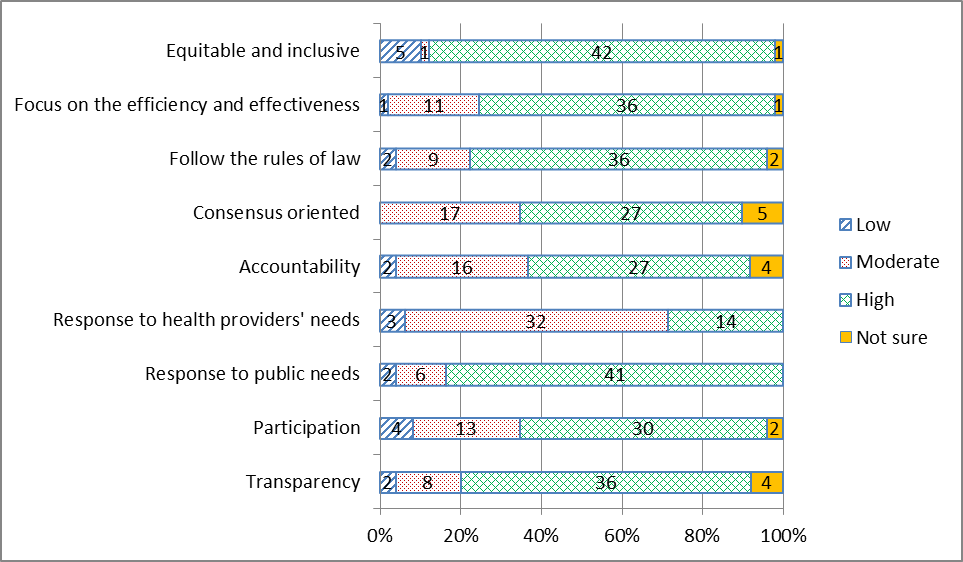 Equitable and inclusive 5 1 42 1
Focus on the efficiency and effectiveness 1 11 36 1
Follow the rules of law 2 9 36 2
Consensus oriented 17 27 5
Accountability 2 16 27 4
Response to health providers' needs 3 32 14
Response to public needs 2 6 41
Participation 4 13 30 2
Transparency 2 8 36 4
0% 20% 40% 60% 80% 100%
Low
Moderate
High
Not sure